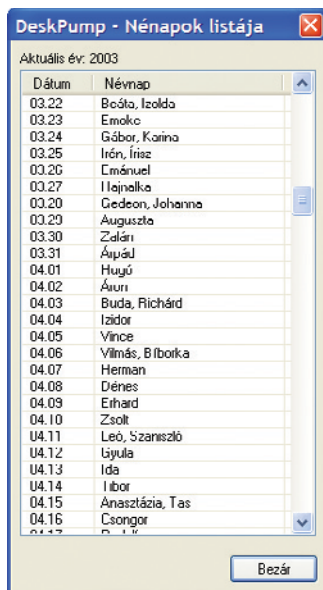 DeskPump - Nénapok listája
Aktuális év: 2003
Dátum Névnap
03.22 Beáta, Izolda
03.23 Emőke
03.24 Gábor, Karina
03.25 Irén, Írisz
03.26 Emánuel
03.27 Hajnalka
03.28 Gedeon, Johanna
03.29 Auguszta
03.30 Zalán
03.31 Árpád
04.01 Hugó
04.02 Áron
04.03 Buda, Richárd
04.04 Izidor
04.05 Vince
04.06 Vilmás, Bíborka
04.07 Herman
04.08 Dénes
04.09 Erhard
04.10 Zsolt
04.11 Leó, Szaniszló
04.12 Gyula
04.13 Ida
04.14 Tibor
04.15 Anasztázia, Tas
04.16 Csongor
Bezár